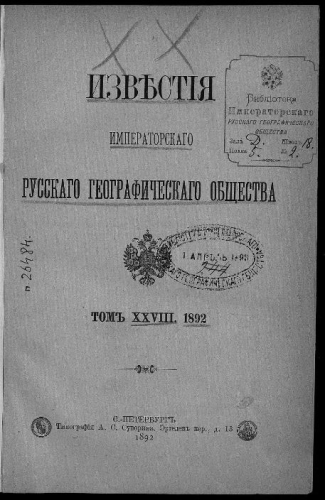 ИЗВѢСТІЯ
ИМПЕРАТОРСКАГО
РУССКАГО ГЕОГРАФИЧЕСКАГО ОБЩЕСТВА
Библіотека
Императорскаго
РУССКАГО ГЕОГРАФИЧЕСКАГО
ОБЩЕСТВА
п 26484.
ТОМЪ XXVIII. 1892
С.-ПЕТЕРБУРГЪ
Типографія А. С. Суворина. Эртелевъ пер., д. 13
1892